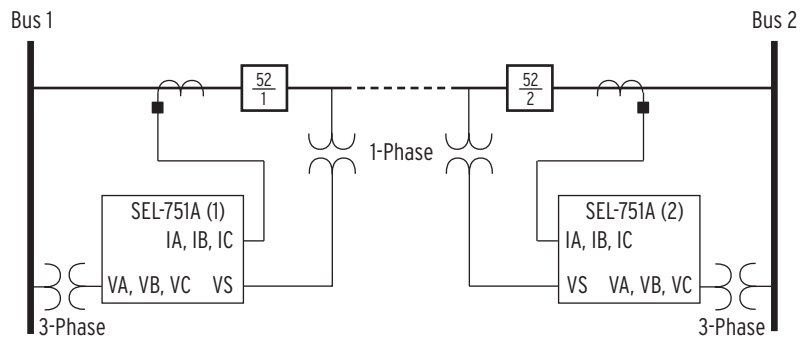 Bus 1
Bus 2
52
1
52
2
1-Phase
SEL-751A (1)
IA, IB, IC
VA, VB, VC VS
SEL-751A (2)
IA, IB, IC
VS VA, VB, VC
3-Phase
3-Phase